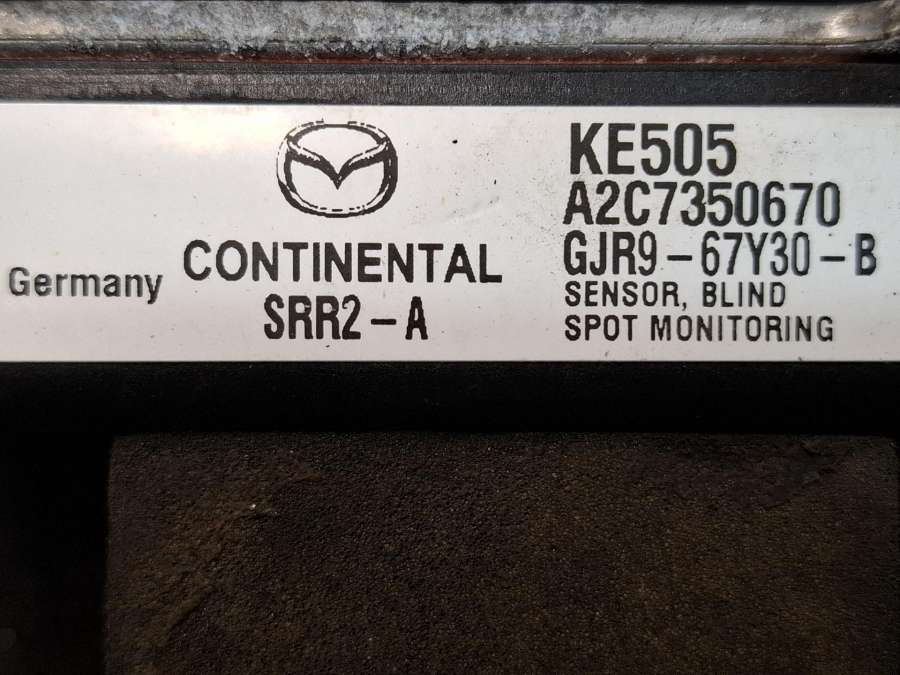 Germany
CONTINENTAL
SRR2-A
KE505
A2C7350670
GJR9-67Y30-B
SENSOR, BLIND
SPOT MONITORING